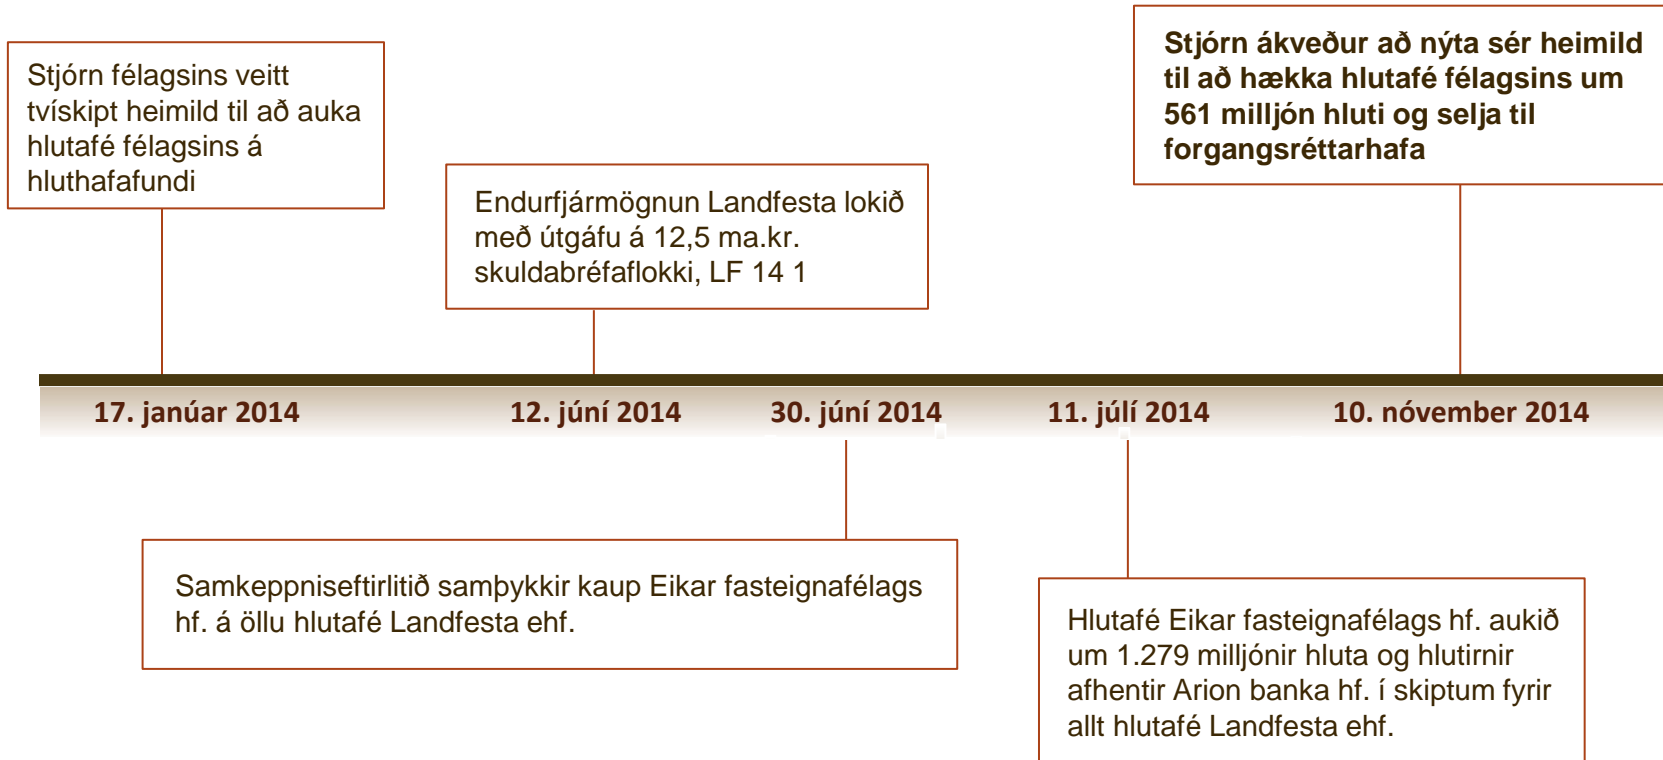 Stjórn félagsins veitt
tvískipt heimild til að auka
hlutafé félagsins á
hluthafafundi
Endurfjármögnun Landfesta lokið
með útgáfu á 12,5 ma.kr.
skuldabréfaflokki, LF 14 1
Stjórn ákveður að nýta sér heimild
til að hækka hlutafé félagsins um
561 milljón hluti og selja til
forgangsréttarhafa
17. janúar 2014
12. júní 2014
30. júní 2014
11. júlí 2014
10. nóvember 2014
Samkeppniseftirlitið samþykkir kaup Eikar fasteignafélags
hf. á öllu hlutafé Landfesta ehf.
Hlutafé Eikar fasteignafélags hf. aukið
um 1.279 milljónir hluta og hlutirnir
afhentir Arion banka hf. í skiptum fyrir
allt hlutafé Landfesta ehf.